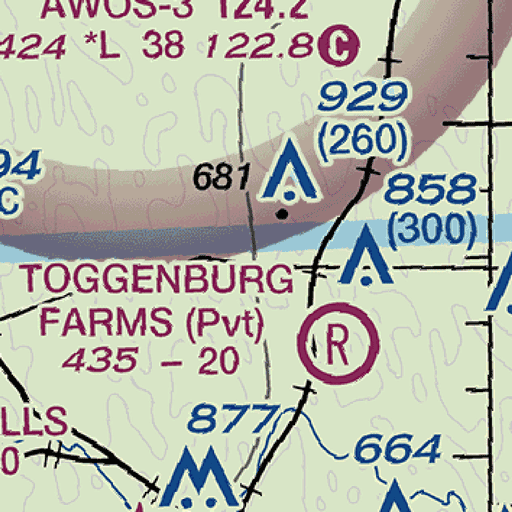 AWOS-3 124.2
424 *L 38 122.8 C
929
(260)
94
C
681
858
(300)
TOGGENBURG
FARMS (Pvt)
435 - 20
R
877
LLS
0
664